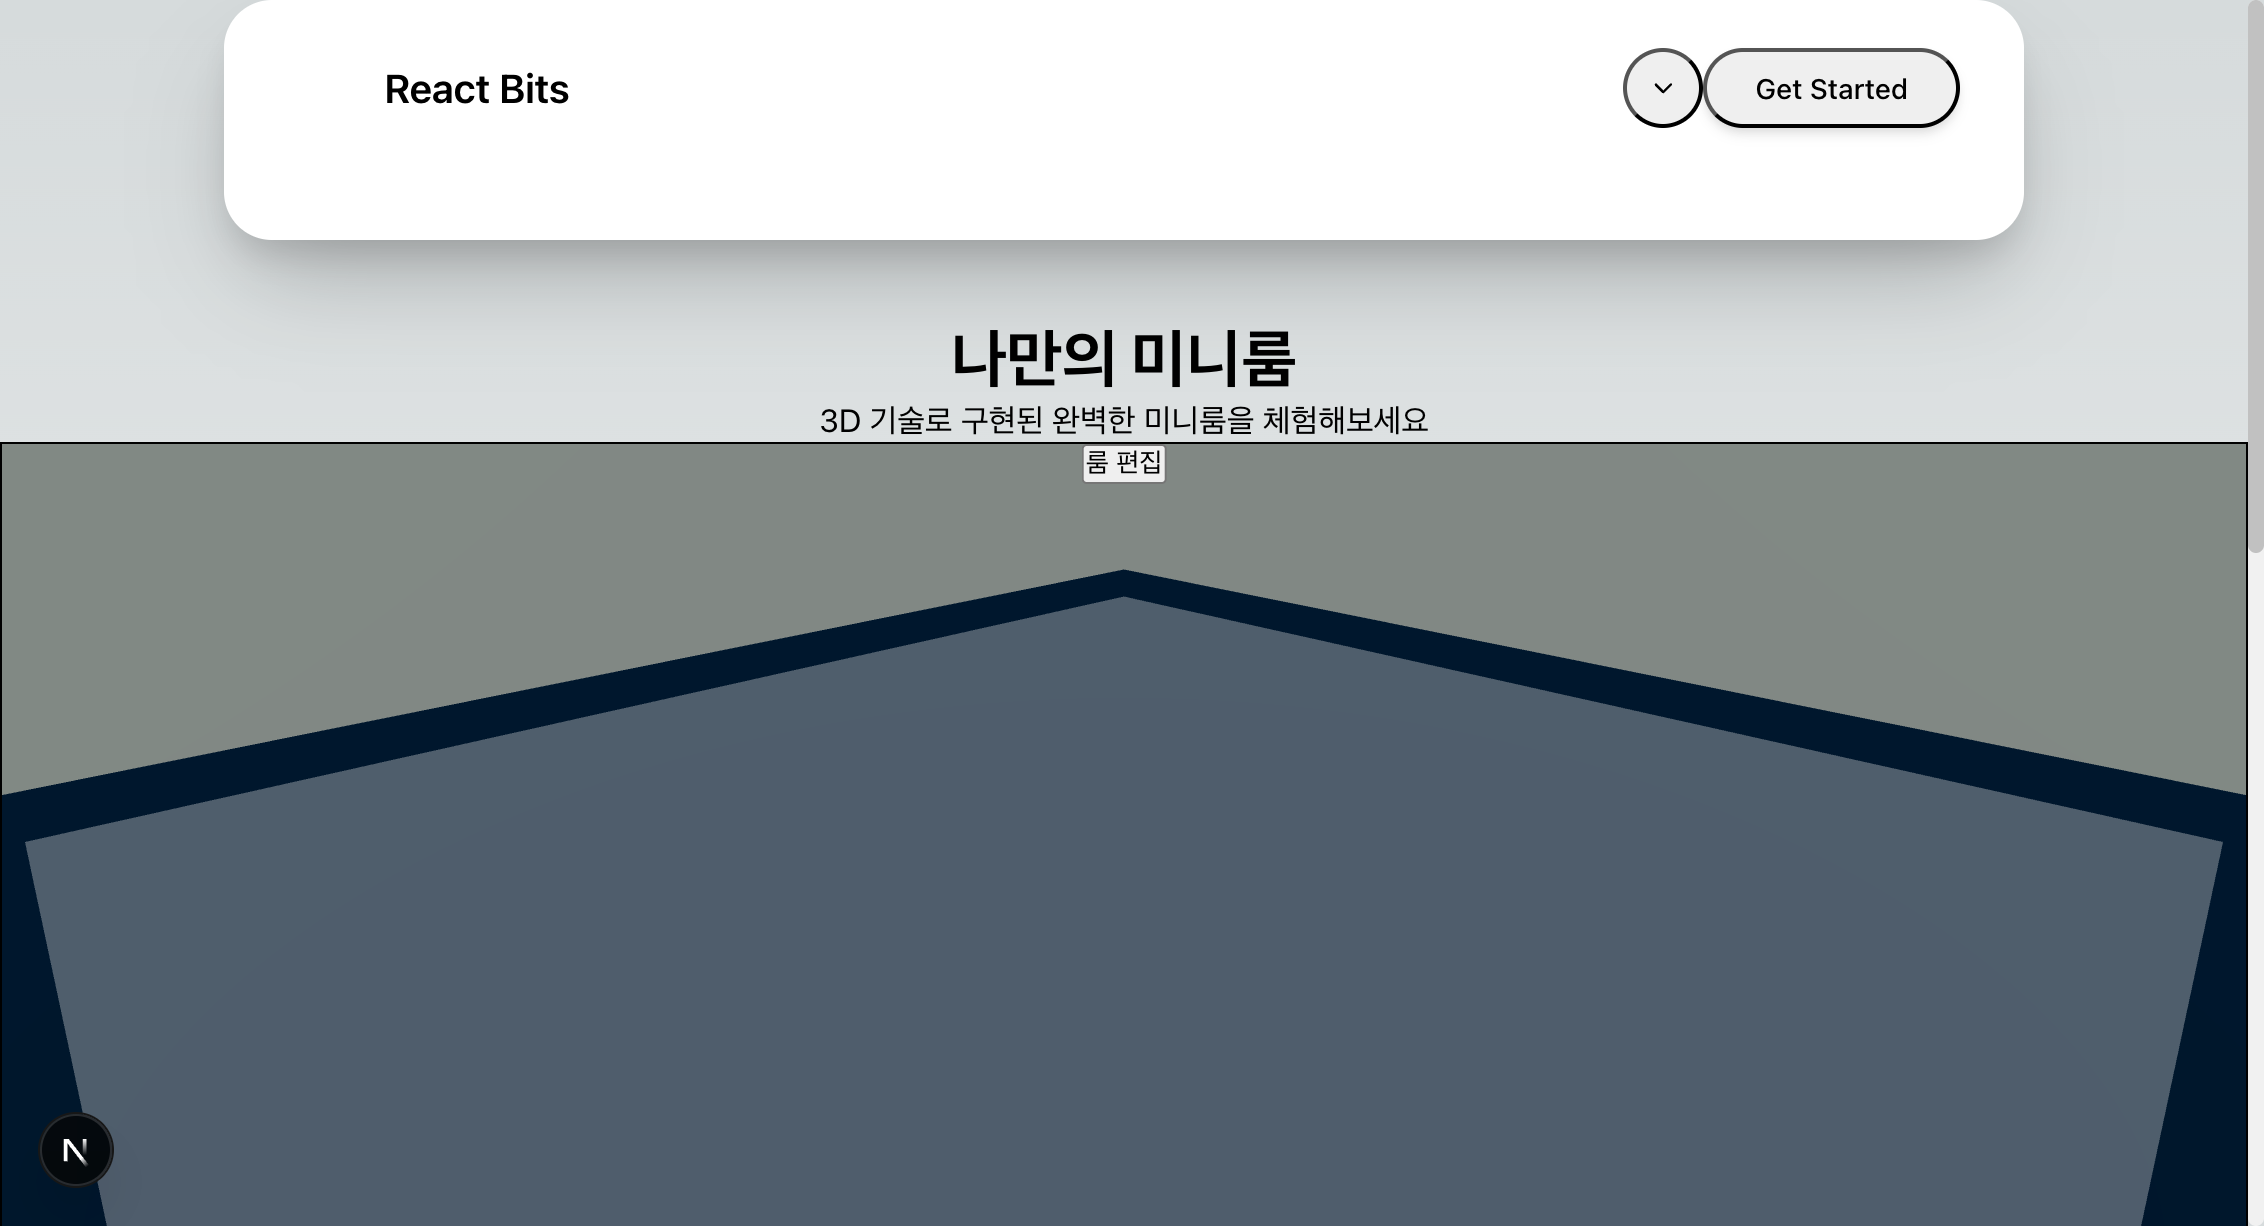 React Bits
Get Started
나만의 미니룸
3D 기술로 구현된 완벽한 미니룸을 체험해보세요
룸 편집
N